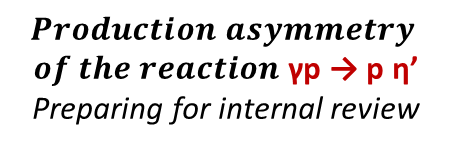 Production asymmetry
of the reaction γp → p η’
Preparing for internal review